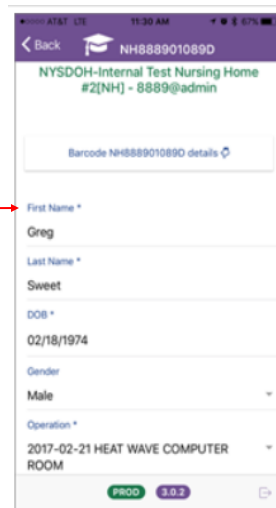 AT&T LTE 11:30 AM 67%
Back NH888901089D
NYSDOH-Internal Test Nursing Home
#2[NH] - 8889@admin
Barcode NH888901089D details
First Name *
Greg
Last Name *
Sweet
DOB *
02/18/1974
Gender
Male
Operation *
2017-02-21 HEAT WAVE COMPUTER
ROOM
PROD 3.0.2